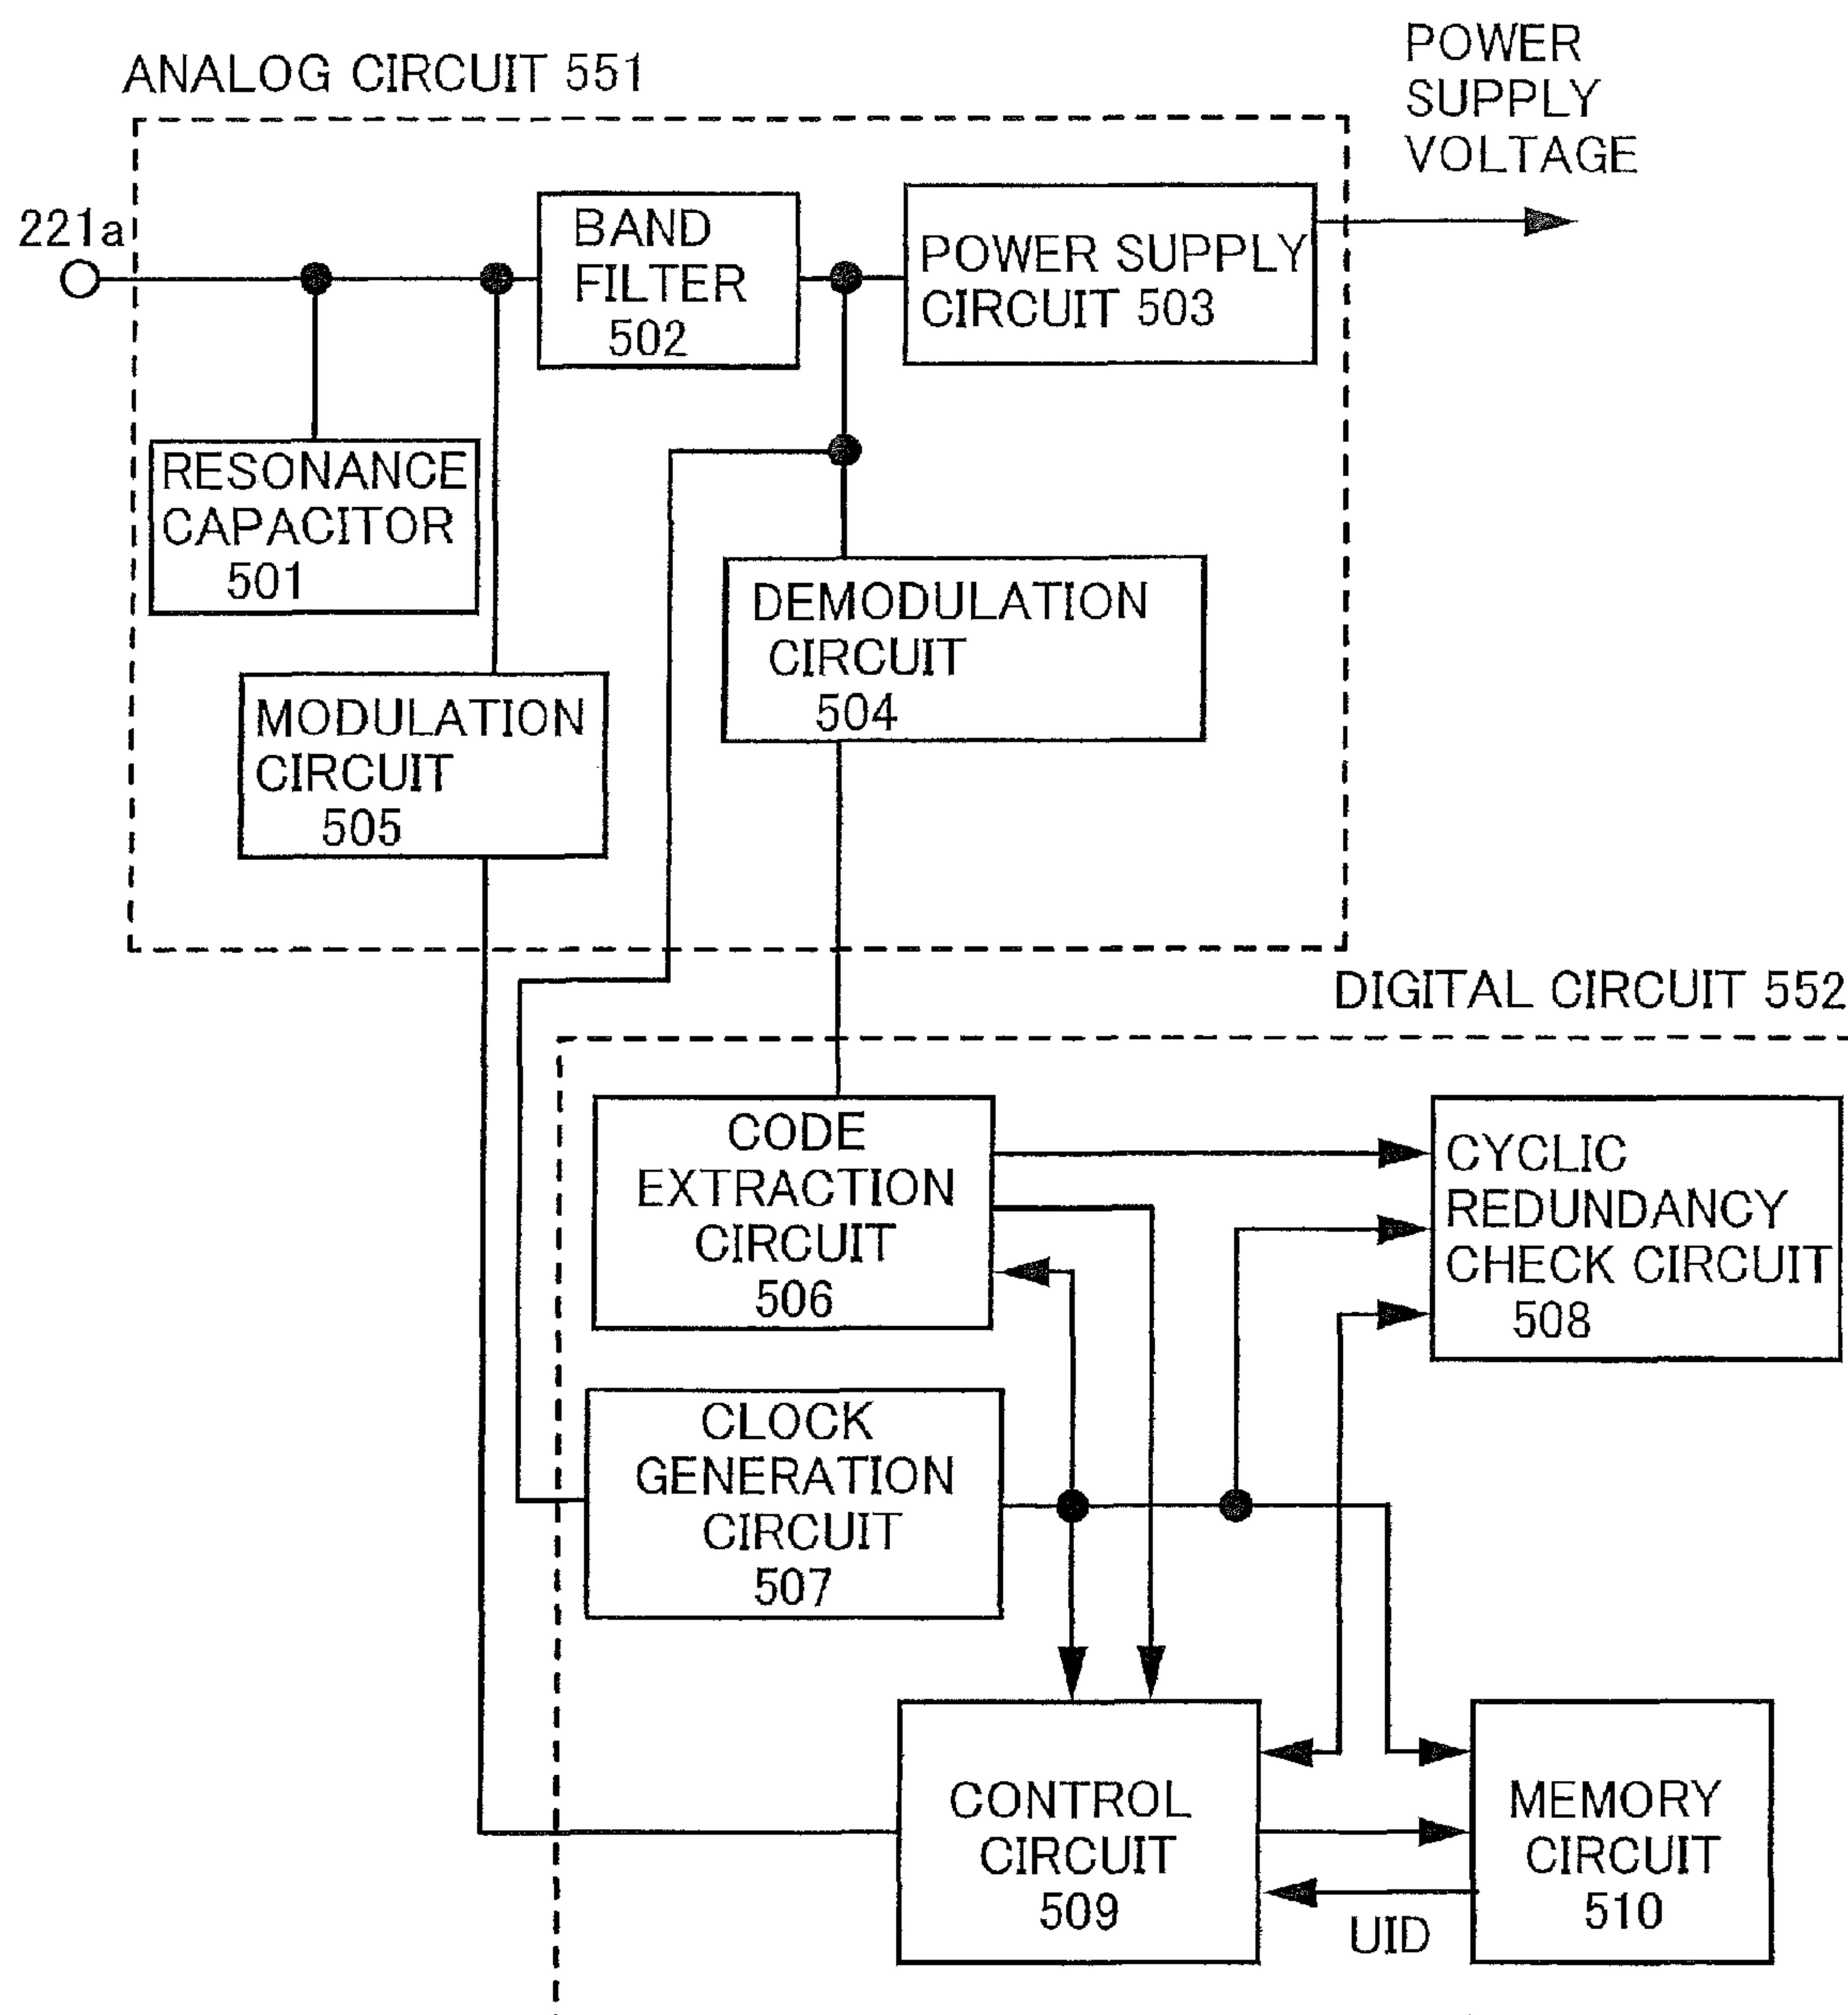 ANALOG CIRCUIT 551
POWER
SUPPLY
VOLTAGE
221a
BAND
FILTER
502
POWER SUPPLY
CIRCUIT 503
RESONANCE
CAPACITOR
501
DEMODULATION
CIRCUIT
504
MODULATION
CIRCUIT
505
DIGITAL CIRCUIT 552
CODE
EXTRACTION
CIRCUIT
506
CYCLIC
REDUNDANCY
CHECK CIRCUIT
508
CLOCK
GENERATION
CIRCUIT
507
CONTROL
CIRCUIT
509
MEMORY
CIRCUIT
510
UID